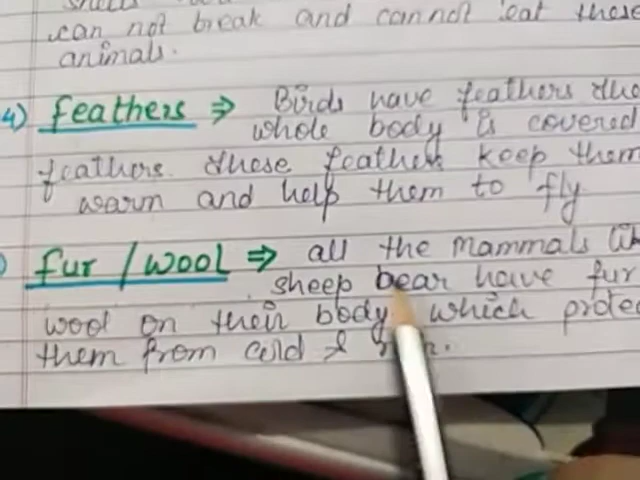 can not break and cannot eat these
animals.
4) feathers ⇒ Birds have feathers
whole body is covered
feathers. these feathers keep them
warm and help them to fly
fur / wool ⇒ all the mammals
sheep bear have fur
wool on their body which
them from cold &